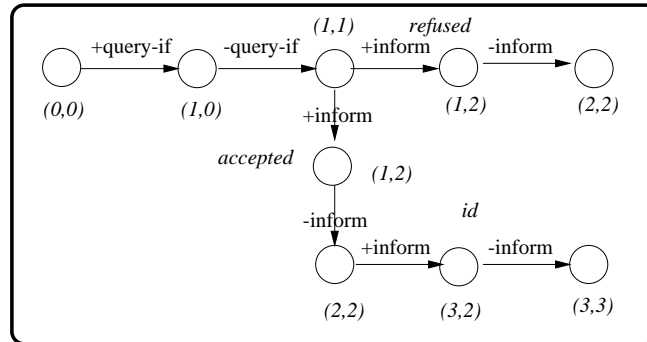 (1,1)
refused
+query-if
-query-if
+inform
-inform
(0,0)
(1,0)
(1,2)
(2,2)
+inform
accepted
(1,2)
-inform
id
+inform
-inform
(2,2)
(3,2)
(3,3)